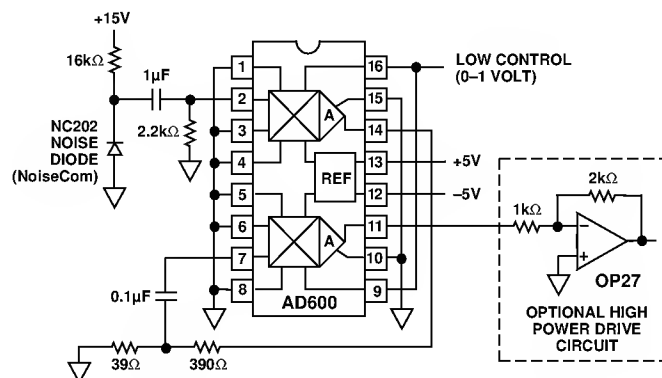 +15V
16kΩ
1µF
NC202
NOISE
DIODE
(NoiseCom)
2.2kΩ
1
2
3
4
5
6
7
8
16
15
14
13
12
11
10
9
A
REF
A
AD600
LOW CONTROL
(0–1 VOLT)
+5V
–5V
0.1µF
39Ω
390Ω
1kΩ
2kΩ
–
+
OP27
OPTIONAL HIGH
POWER DRIVE
CIRCUIT